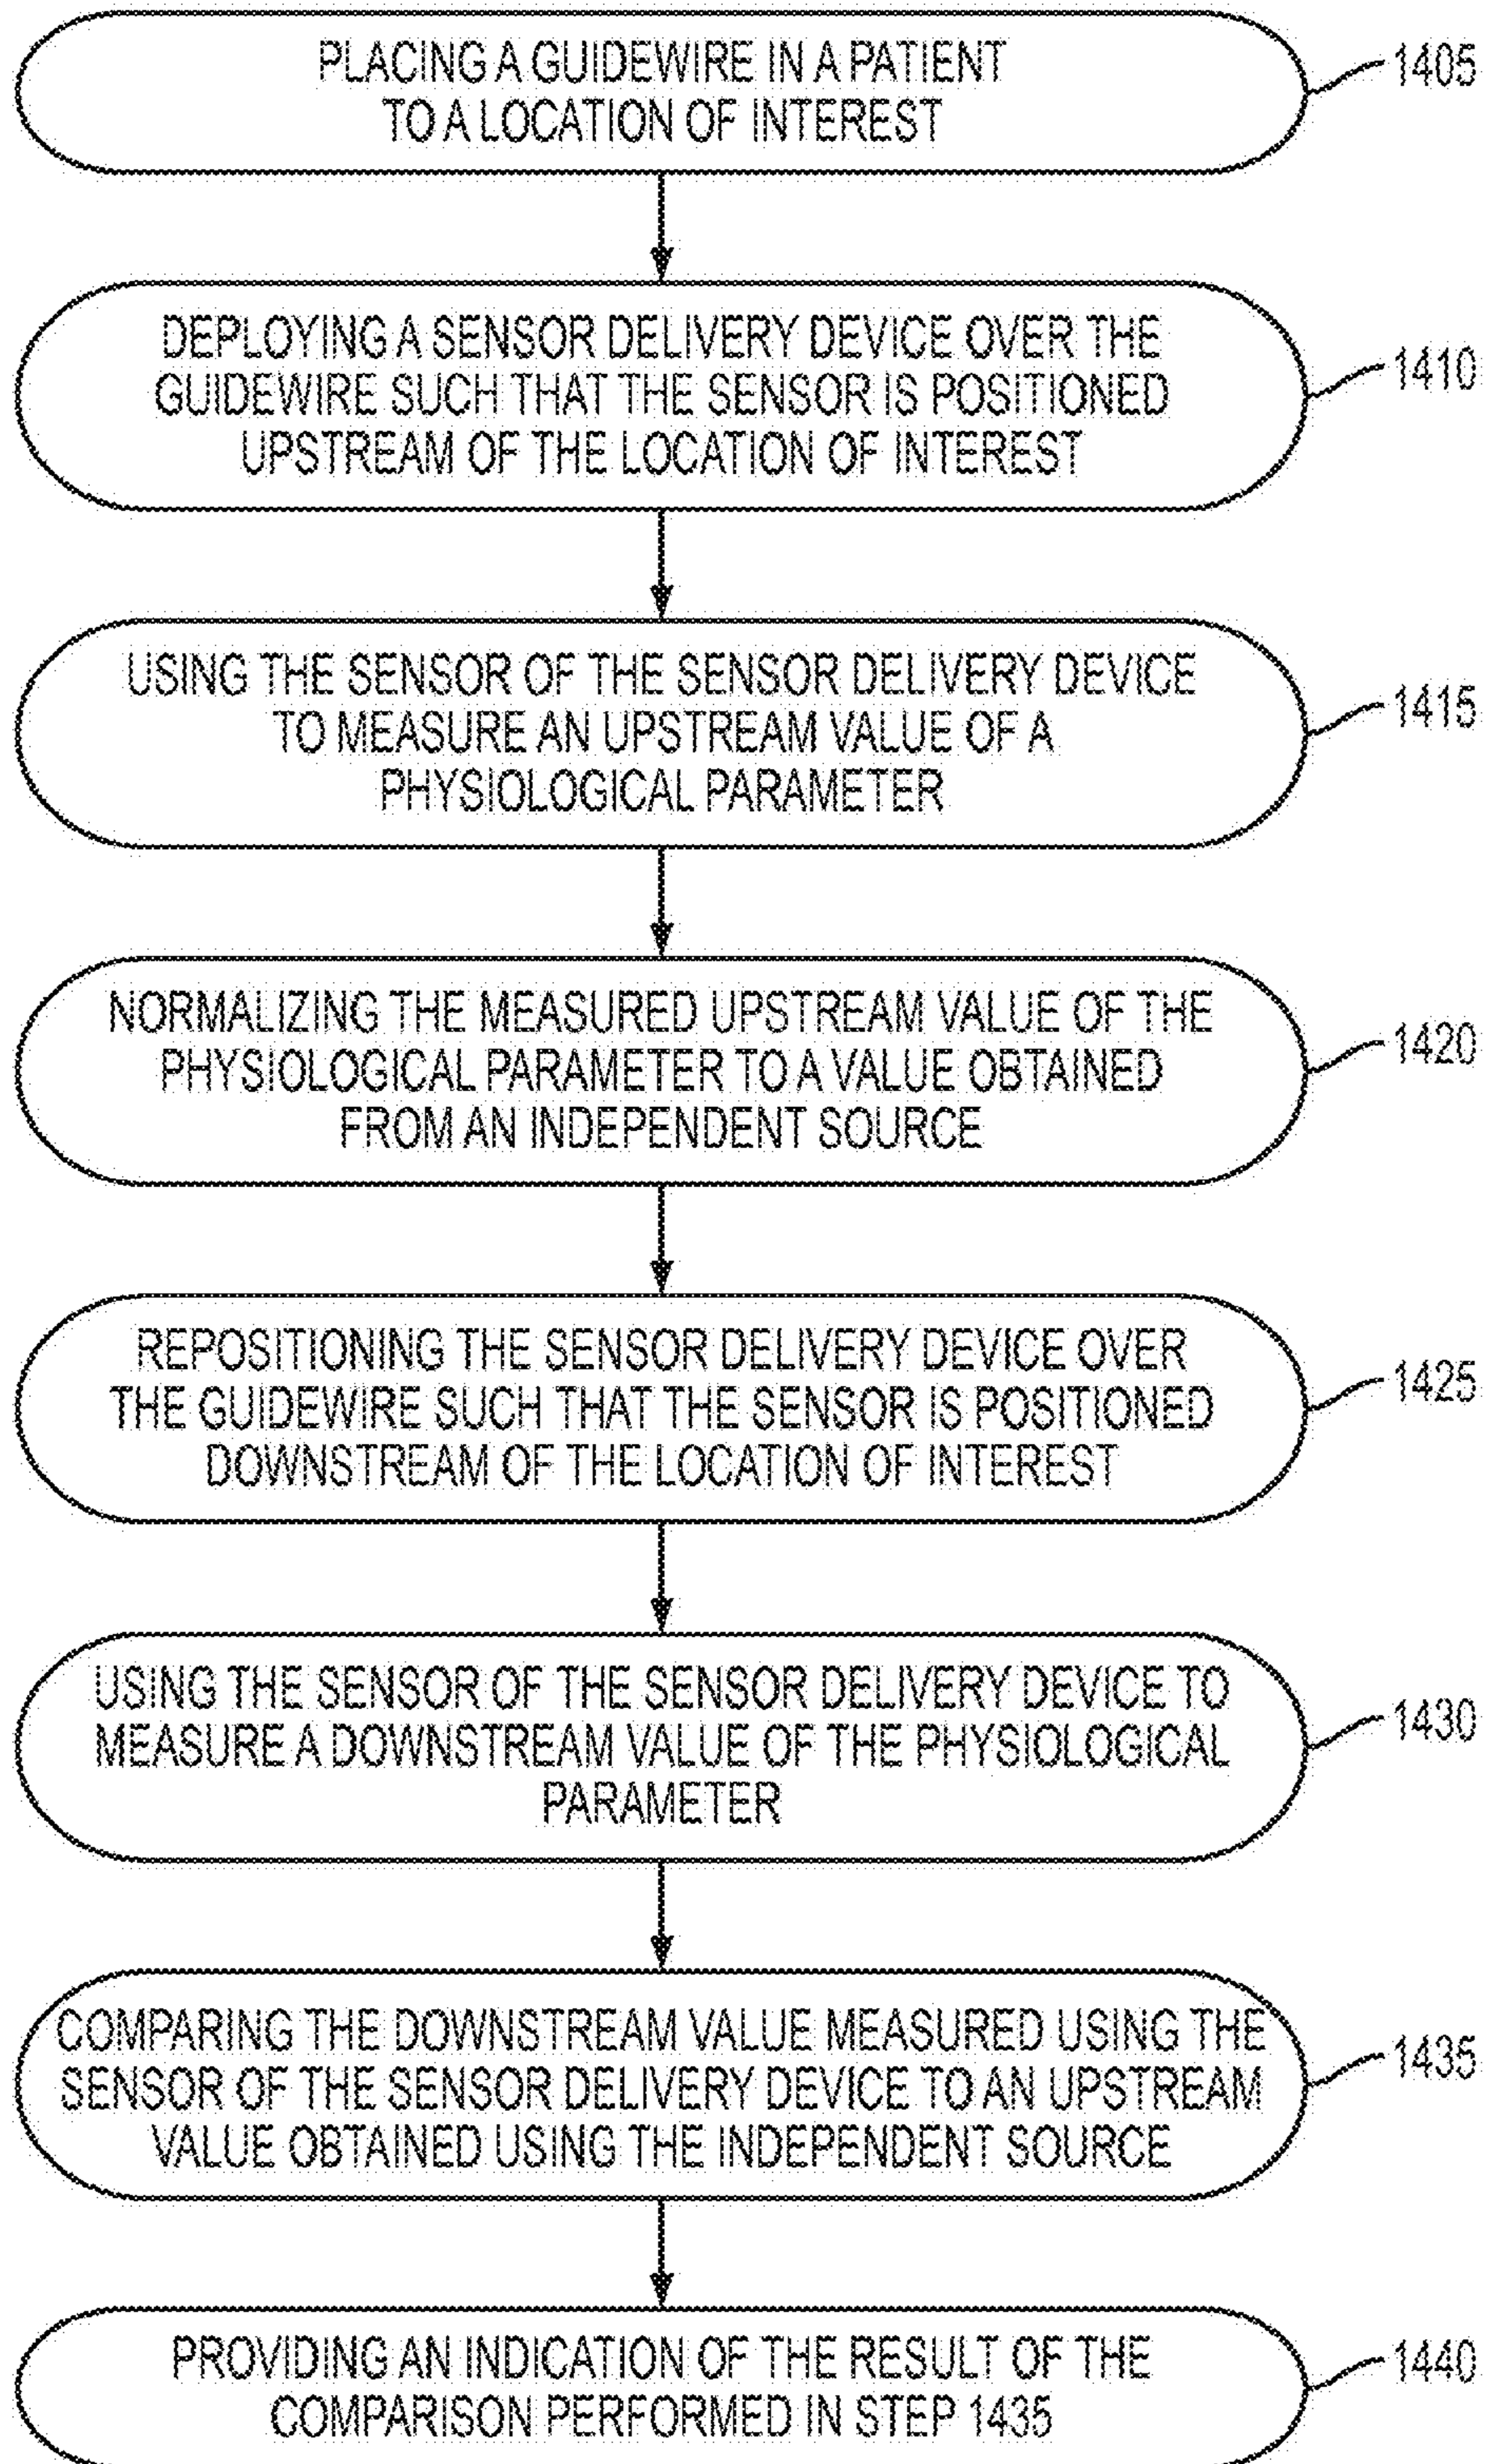 PLACING A GUIDEWIRE IN A PATIENT
TO A LOCATION OF INTEREST
1405
DEPLOYING A SENSOR DELIVERY DEVICE OVER THE
GUIDEWIRE SUCH THAT THE SENSOR IS POSITIONED
UPSTREAM OF THE LOCATION OF INTEREST
1410
USING THE SENSOR OF THE SENSOR DELIVERY DEVICE
TO MEASURE AN UPSTREAM VALUE OF A
PHYSIOLOGICAL PARAMETER
1415
NORMALIZING THE MEASURED UPSTREAM VALUE OF THE
PHYSIOLOGICAL PARAMETER TO A VALUE OBTAINED
FROM AN INDEPENDENT SOURCE
1420
REPOSITIONING THE SENSOR DELIVERY DEVICE OVER
THE GUIDEWIRE SUCH THAT THE SENSOR IS POSITIONED
DOWNSTREAM OF THE LOCATION OF INTEREST
1425
USING THE SENSOR OF THE SENSOR DELIVERY DEVICE TO
MEASURE A DOWNSTREAM VALUE OF THE PHYSIOLOGICAL
PARAMETER
1430
COMPARING THE DOWNSTREAM VALUE MEASURED USING THE
SENSOR OF THE SENSOR DELIVERY DEVICE TO AN UPSTREAM
VALUE OBTAINED USING THE INDEPENDENT SOURCE
1435
PROVIDING AN INDICATION OF THE RESULT OF THE
COMPARISON PERFORMED IN STEP 1435
1440